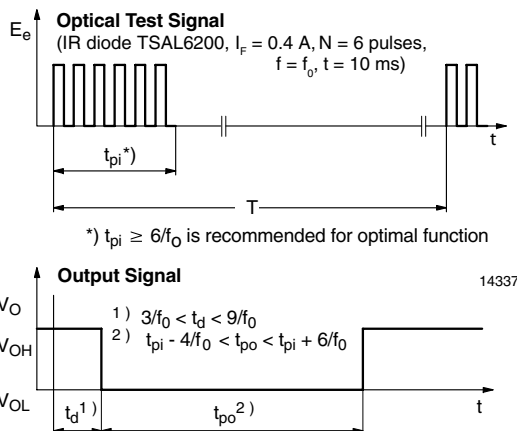 Eₑ
Optical Test Signal
(IR diode TSAL6200, I_F = 0.4 A, N = 6 pulses,
f = f₀, t = 10 ms)
t
t_pi*)
T
*) t_pi ≥ 6/f₀ is recommended for optimal function
Output Signal
14337
V_O
V_OH
V_OL
1) 3/f₀ < t_d < 9/f₀
2) t_pi - 4/f₀ < t_po < t_pi + 6/f₀
t
t_d¹)
t_po²)